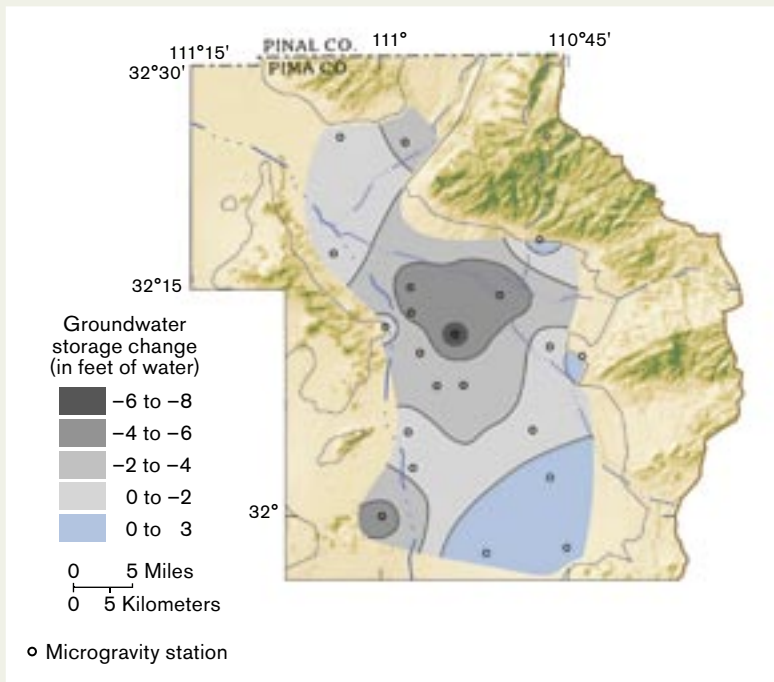 PINAL CO.
PIMA CO
111°15'
111°
110°45'
32°30'
32°15
32°
Groundwater
storage change
(in feet of water)
−6 to −8
−4 to −6
−2 to −4
0 to −2
0 to 3
0 5 Miles
0 5 Kilometers
Microgravity station